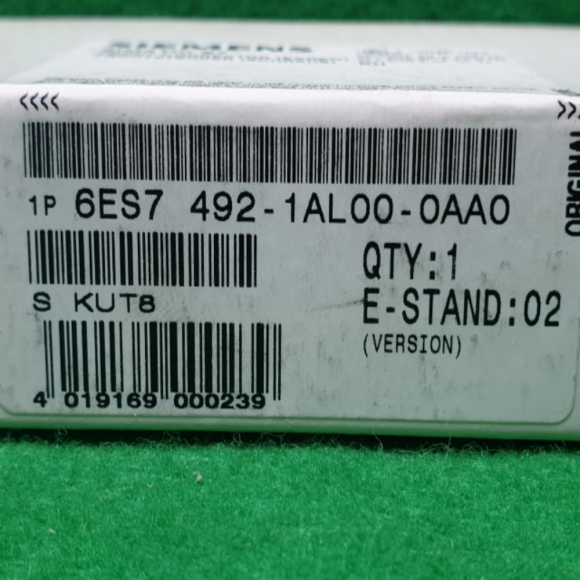 SIEMENS
<<<<
>>>
1P 6ES7 492-1AL00-0AA0
ORIGINAL
QTY:1
S KUT8
E-STAND:02
(VERSION)
4 019169 000239